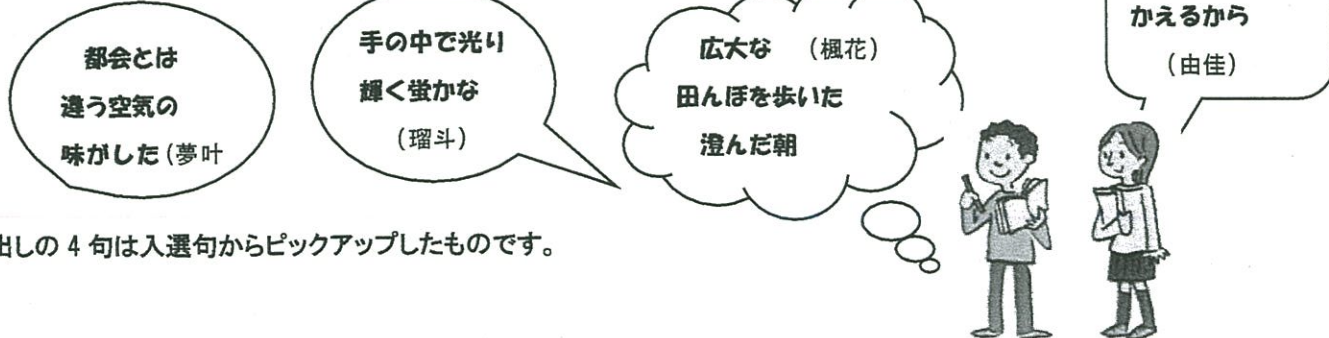 都会とは
違う空気の
味がした(夢叶
手の中で光り
輝く蛍かな
(瑠斗)
広大な (楓花)
田んぼを歩いた
澄んだ朝
かえるから
(由佳)
出しの 4 句は入選句からピックアップしたものです。